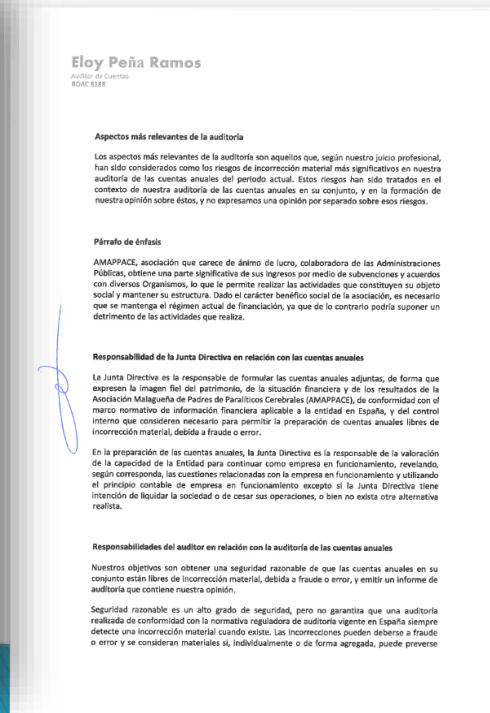 Eloy Peña Ramos
Auditor de Cuentas
ROAC 8188
Aspectos más relevantes de la auditoría
Los aspectos más relevantes de la auditoría son aquellos que, según nuestro juicio profesional,
han sido considerados como los riesgos de incorrección material más significativos en nuestra
auditoría de las cuentas anuales del periodo actual. Estos riesgos han sido tratados en el
contexto de nuestra auditoría de las cuentas anuales en su conjunto, y en la formación de
nuestra opinión sobre éstos, y no expresamos una opinión por separado sobre esos riesgos.
Párrafo de énfasis
AMAPPACE, asociación que carece de ánimo de lucro, colaboradora de las Administraciones
Públicas, obtiene una parte significativa de sus ingresos por medio de subvenciones y acuerdos
con diversos Organismos, lo que le permite realizar las actividades que constituyen su objeto
social y mantener su estructura. Dado el carácter benéfico social de la asociación, es necesario
que se mantenga el régimen actual de financiación, ya que de lo contrario podría suponer un
detrimento de las actividades que realiza.
Responsabilidad de la Junta Directiva en relación con las cuentas anuales
La Junta Directiva es la responsable de formular las cuentas anuales adjuntas, de forma que
expresen la imagen fiel del patrimonio, de la situación financiera y de los resultados de la
Asociación Malagueña de Padres de Paralíticos Cerebrales (AMAPPACE), de conformidad con el
marco normativo de información financiera aplicable a la entidad en España, y del control
interno que consideren necesario para permitir la preparación de cuentas anuales libres de
incorrección material, debida a fraude o error.
En la preparación de las cuentas anuales, la Junta Directiva es la responsable de la valoración
de la capacidad de la Entidad para continuar como empresa en funcionamiento, revelando,
según corresponda, las cuestiones relacionadas con la empresa en funcionamiento y utilizando
el principio contable de empresa en funcionamiento excepto si la Junta Directiva tiene
intención de liquidar la sociedad o de cesar sus operaciones, o bien no exista otra alternativa
realista.
Responsabilidades del auditor en relación con la auditoría de las cuentas anuales
Nuestros objetivos son obtener una seguridad razonable de que las cuentas anuales en su
conjunto están libres de incorrección material, debida a fraude o error, y emitir un informe de
auditoría que contiene nuestra opinión.
Seguridad razonable es un alto grado de seguridad, pero no garantiza que una auditoría
realizada de conformidad con la normativa reguladora de auditoría vigente en España siempre
detecte una incorrección material cuando existe. Las incorrecciones pueden deberse a fraude
o error y se consideran materiales si, individualmente o de forma agregada, puede preverse